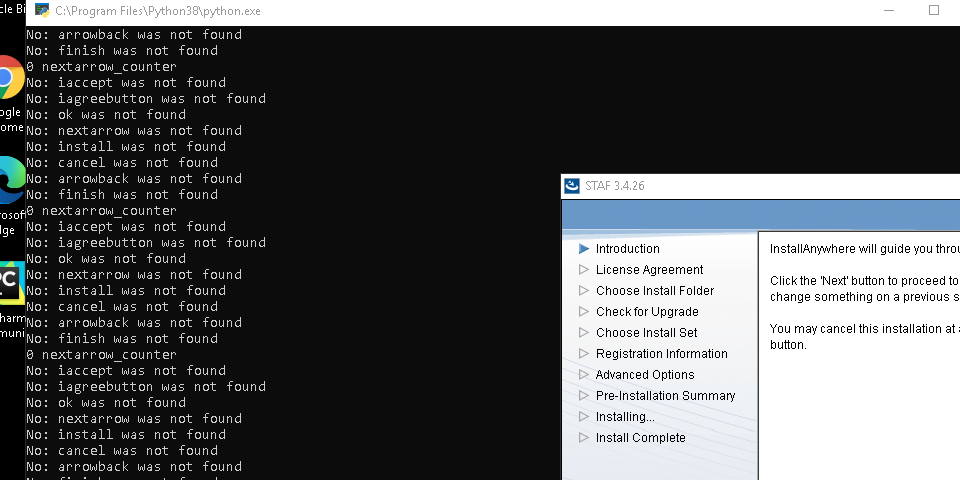 cle Bi
C:\Program Files\Python38\python.exe
No: arrowback was not found
No: finish was not found
0 nextarrow_counter
No: iaccept was not found
No: iagreebutton was not found
No: ok was not found
No: nextarrow was not found
No: install was not found
No: cancel was not found
No: arrowback was not found
No: finish was not found
0 nextarrow_counter
No: iaccept was not found
No: iagreebutton was not found
No: ok was not found
No: nextarrow was not found
No: install was not found
No: cancel was not found
No: arrowback was not found
No: finish was not found
0 nextarrow_counter
No: iaccept was not found
No: iagreebutton was not found
No: ok was not found
No: nextarrow was not found
No: install was not found
No: cancel was not found
No: arrowback was not found
ogle
ome
rosof
dge
PC
harm
muni
STAF 3.4.26
Introduction
License Agreement
Choose Install Folder
Check for Upgrade
Choose Install Set
Registration Information
Advanced Options
Pre-Installation Summary
Installing...
Install Complete
InstallAnywhere will guide you throu
Click the 'Next' button to proceed to
change something on a previous s
You may cancel this installation at a
button.